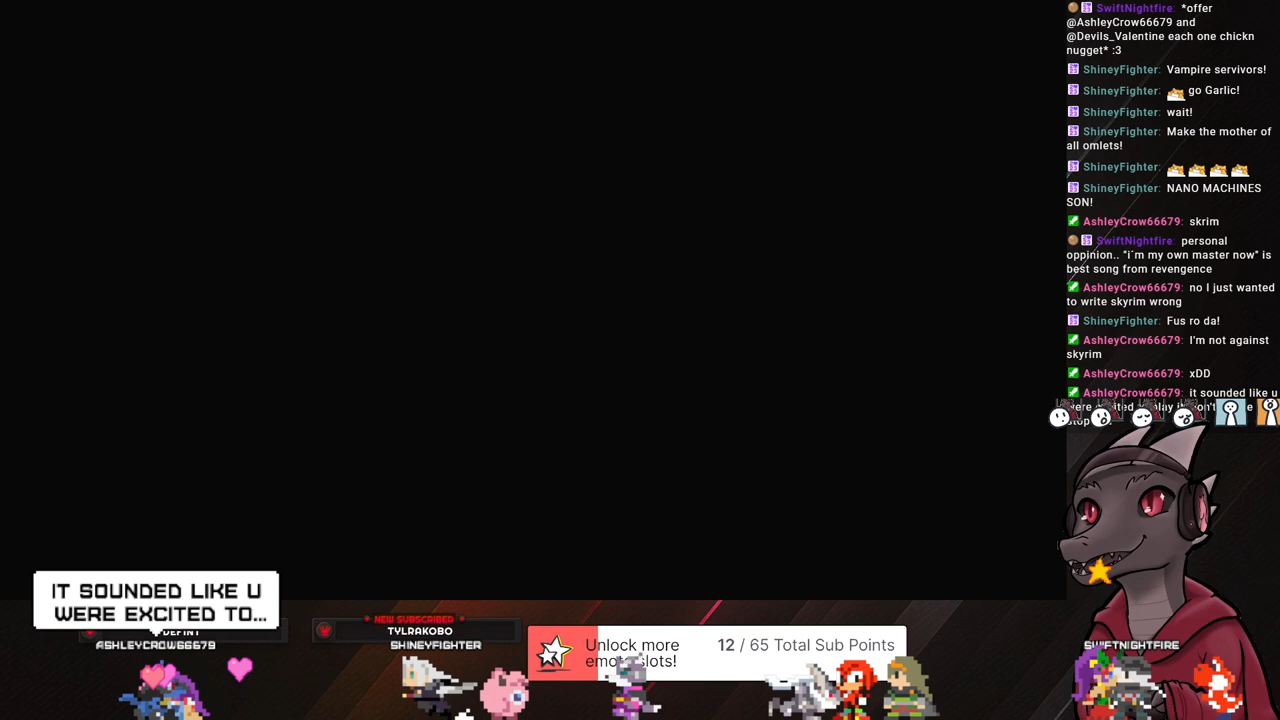 SwiftNightfire: *offer
@AshleyCrow66679 and
@Devils_Valentine each one chickn
nugget* :3
ShineyFighter: Vampire servivors!
ShineyFighter: go Garlic!
ShineyFighter: wait!
ShineyFighter: Make the mother of
all omlets!
ShineyFighter:
ShineyFighter: NANO MACHINES
SON!
AshleyCrow66679: skrim
SwiftNightfire: personal
oppinion.. "i´m my own master now" is
best song from revengence
AshleyCrow66679: no I just wanted
to write skyrim wrong
ShineyFighter: Fus ro da!
AshleyCrow66679: I'm not against
skyrim
AshleyCrow66679: xDD
AshleyCrow66679: it sounded like u
IT SOUNDED LIKE U
WERE EXCITED TO...
ASHLEYCROW66679
NEW SUBSCRIBER
TYLRAKOBO
SHINEYFIGHTER
Unlock more
12 / 65 Total Sub Points
SWIFTNIGHTFIRE